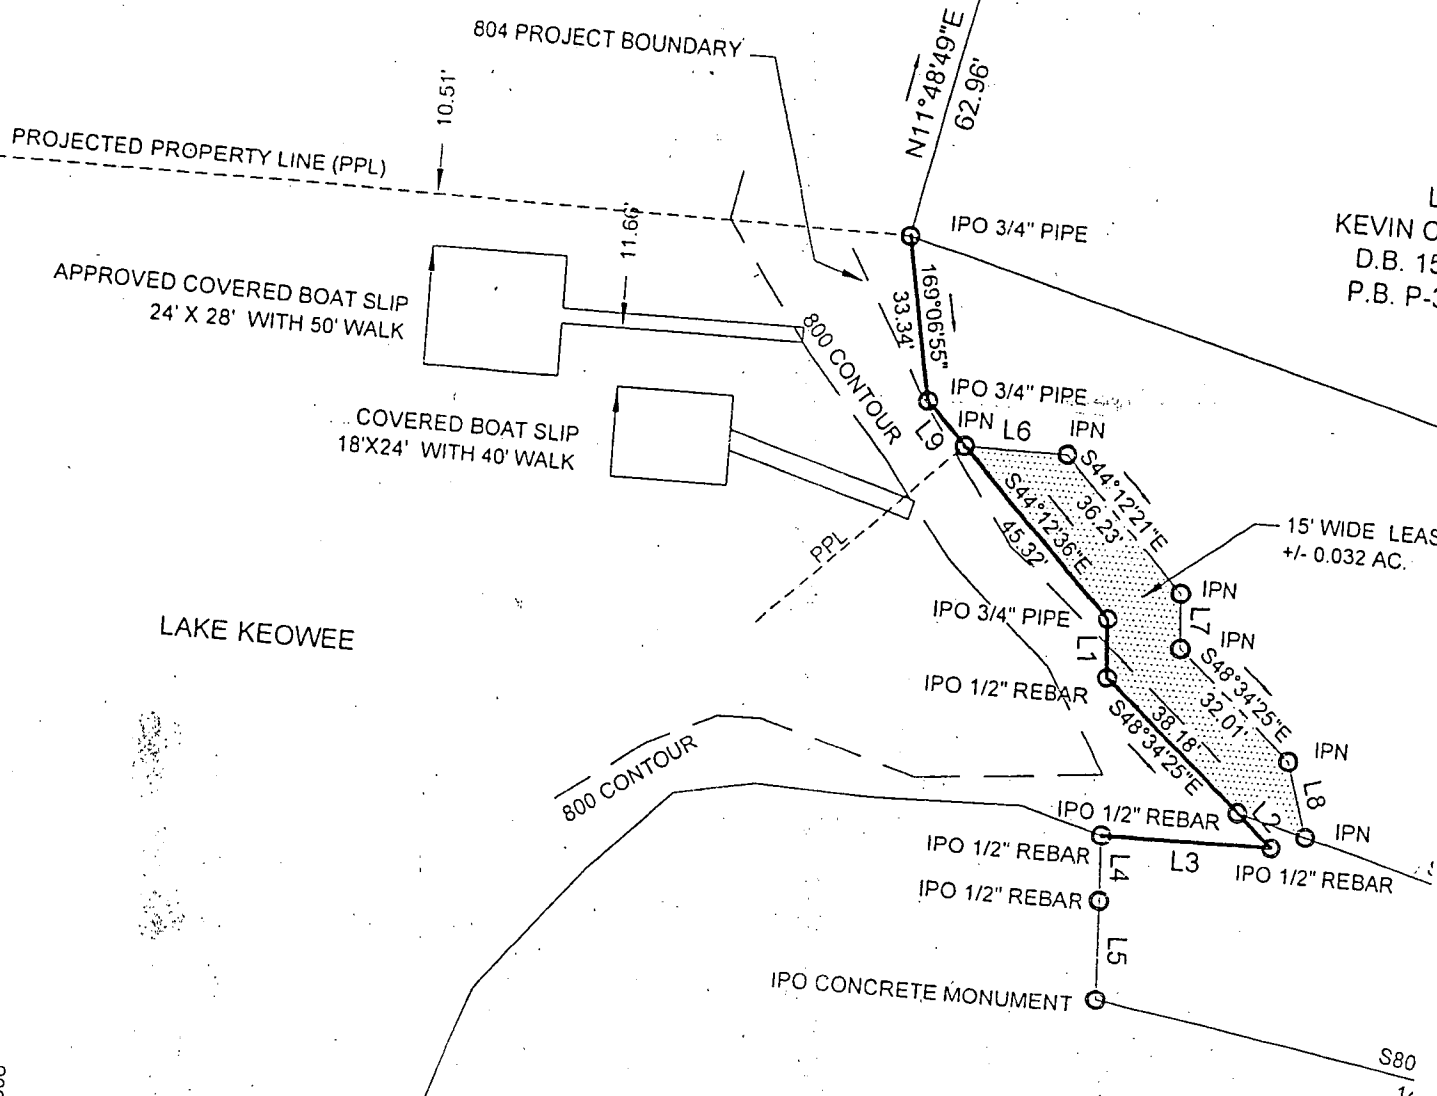 804 PROJECT BOUNDARY
N11°48'49"E
62.96'
10.51'
PROJECTED PROPERTY LINE (PPL)
11.66'
IPO 3/4" PIPE
KEVIN
D.B. 15
P.B. P-3
APPROVED COVERED BOAT SLIP
24' X 28' WITH 50' WALK
169°06'55"
33.34'
800 CONTOUR
IPO 3/4" PIPE
COVERED BOAT SLIP
18'X24' WITH 40' WALK
L9
IPN
L6
IPN
S44°12'21"E
36.23'
S44°12'36"E
45.32'
PPL
15' WIDE LEAS
+/- 0.032 AC.
IPN
L7
IPO 3/4" PIPE
LAKE KEOWEE
L1
IPN
S48°34'25"E
32.01'
IPO 1/2" REBAR
38.18'
S48°34'25"E
IPN
800 CONTOUR
L8
IPO 1/2" REBAR
L2
IPN
IPO 1/2" REBAR
L3
IPO 1/2" REBAR
L4
IPO 1/2" REBAR
L5
IPO CONCRETE MONUMENT
S80